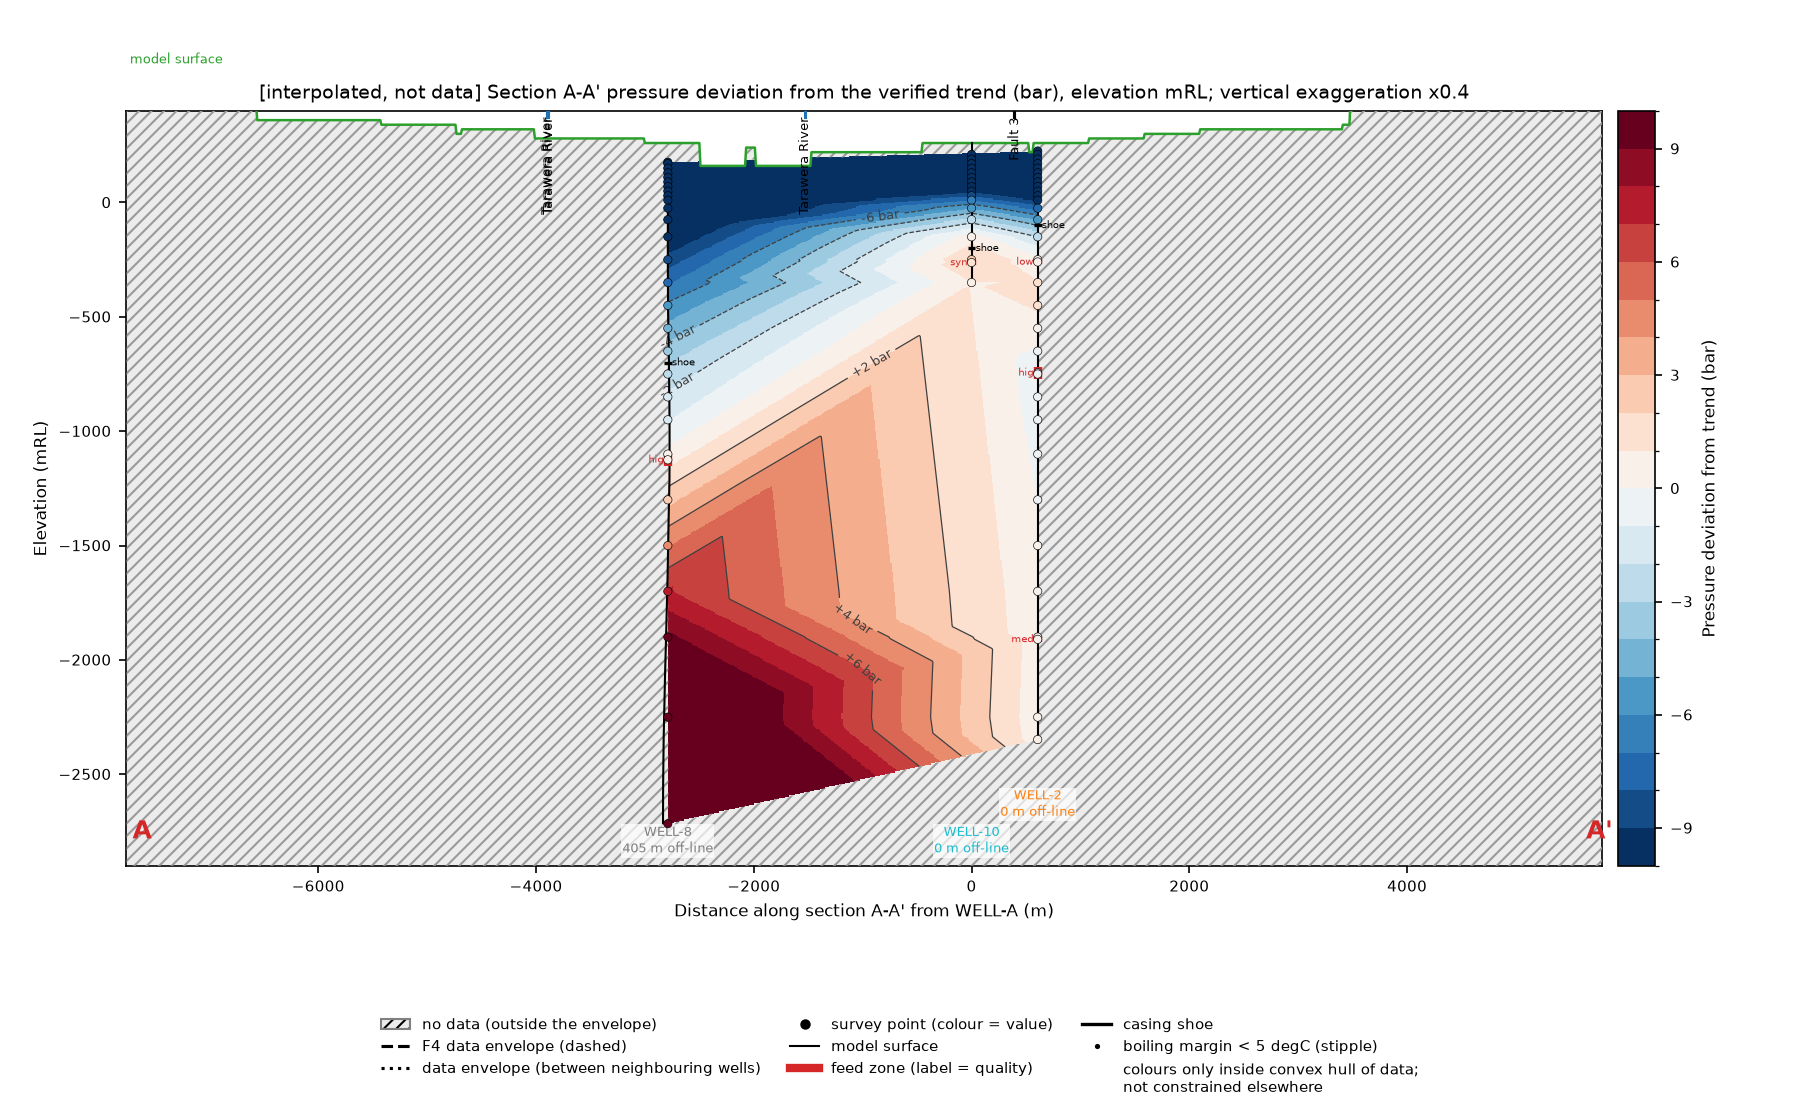 model surface
[interpolated, not data] Section A-A' pressure deviation from the verified trend (bar), elevation mRL; vertical exaggeration x0.4
Tarawera River
Tarawera River
Fault 3
-6 bar
bar
bar
+2 bar
+4 bar
+6 bar
shoe
shoe
shoe
syn
low
hig
hig
med
WELL-2
0 m off-line
WELL-8
405 m off-line
WELL-10
0 m off-line
A
A'
0
−500
−1000
−1500
−2000
−2500
Elevation (mRL)
−6000
−4000
−2000
0
2000
4000
Distance along section A-A' from WELL-A (m)
9
6
3
0
−3
−6
−9
Pressure deviation from trend (bar)
no data (outside the envelope)
F4 data envelope (dashed)
data envelope (between neighbouring wells)
survey point (colour = value)
model surface
feed zone (label = quality)
casing shoe
boiling margin < 5 degC (stipple)
colours only inside convex hull of data;
not constrained elsewhere